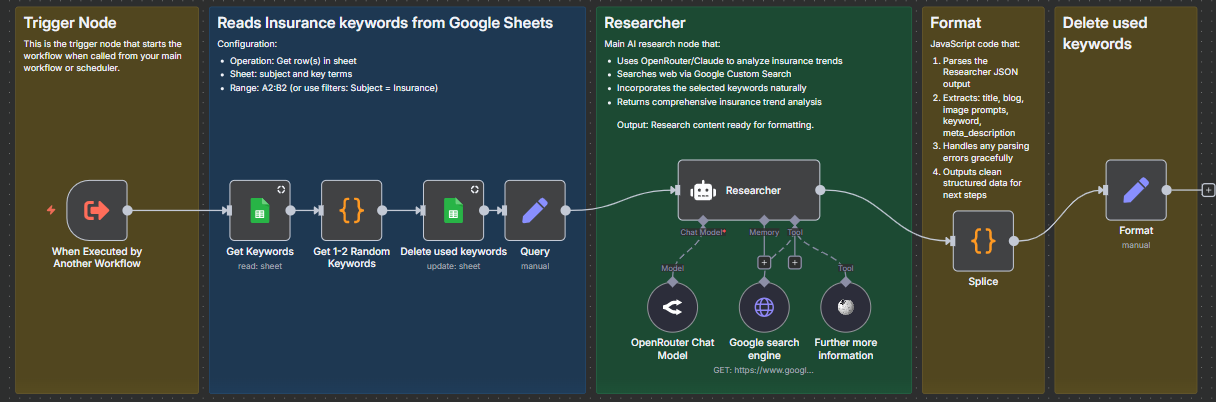 Trigger Node
This is the trigger node that starts the
workflow when called from your main
workflow or scheduler.
When Executed by
Another Workflow
Reads Insurance keywords from Google Sheets
Configuration:
• Operation: Get row(s) in sheet
• Sheet: subject and key terms
• Range: A2:B2 (or use filters: Subject = Insurance)
Get Keywords
read: sheet
Get 1-2 Random
Keywords
Delete used keywords
update: sheet
Query
manual
Researcher
Main AI research node that:
• Uses OpenRouter/Claude to analyze insurance trends
• Searches web via Google Custom Search
• Incorporates the selected keywords naturally
• Returns comprehensive insurance trend analysis
Output: Research content ready for formatting.
Researcher
Chat Model*
Memory
Tool
Model
Tool
OpenRouter Chat
Model
Google search
engine
GET: https://www.googl...
Further more
information
Format
JavaScript code that:
1. Parses the
Researcher JSON
output
2. Extracts: title, blog,
image prompts,
keyword,
meta_description
3. Handles any parsing
errors gracefully
4. Outputs clean
structured data for
next steps
Splice
Delete used
keywords
Format
manual